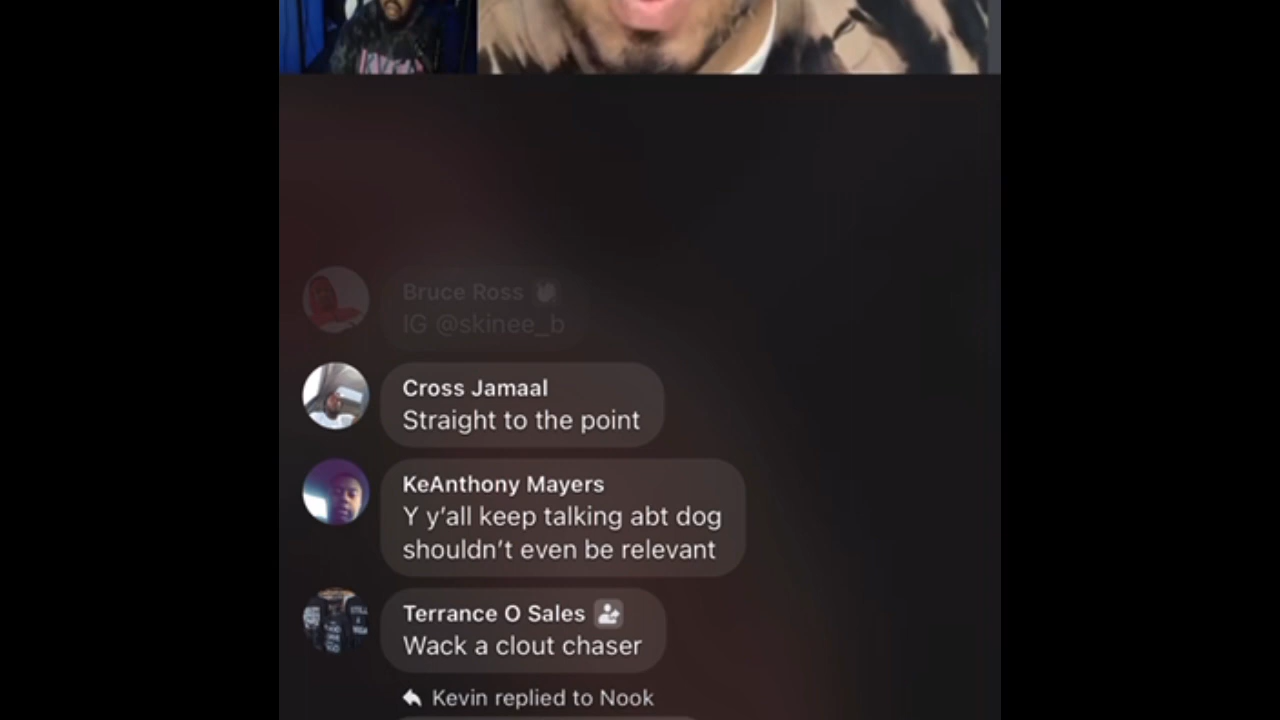 Bruce Ross
IG @skinee_b
Cross Jamaal
Straight to the point
KeAnthony Mayers
Y y'all keep talking abt dog
shouldn't even be relevant
Terrance O Sales
Wack a clout chaser
Kevin replied to Nook